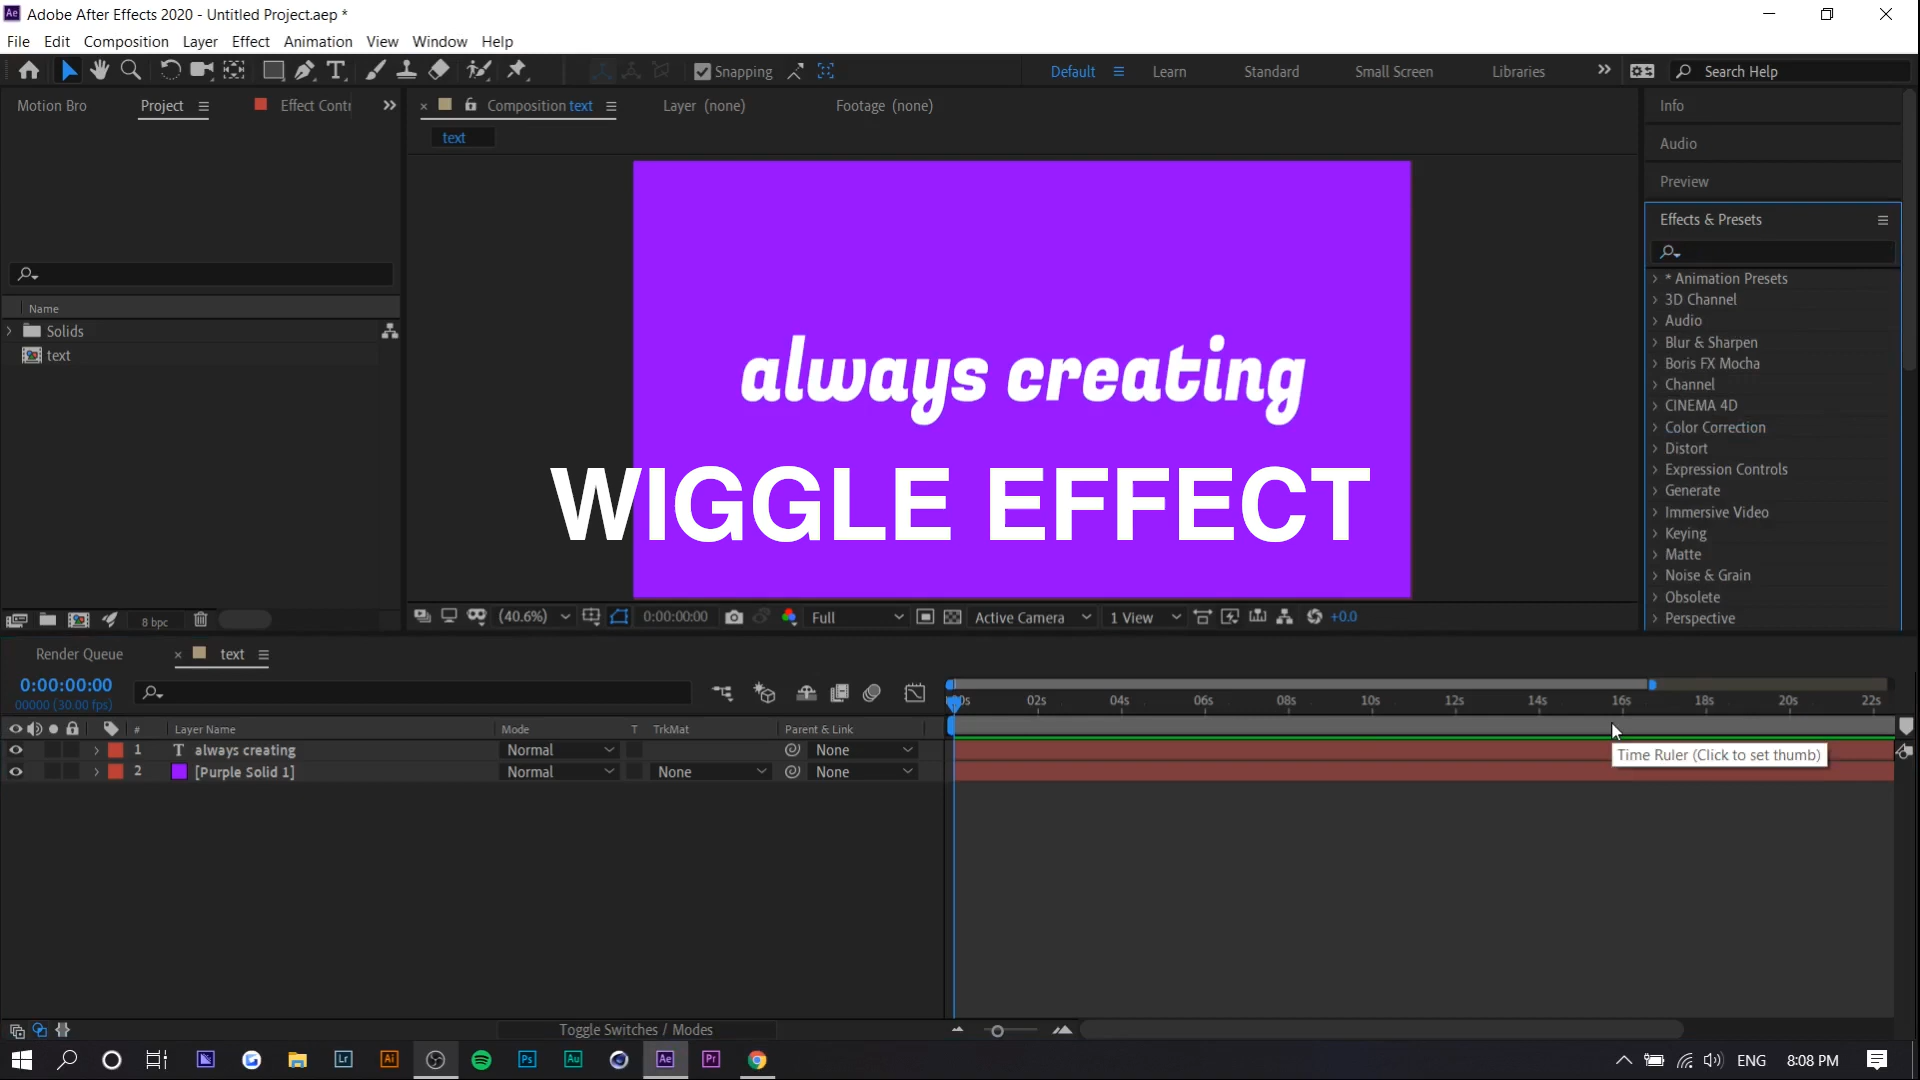 Ae Adobe After Effects 2020 - Untitled Project.aep *
File Edit Composition Layer Effect Animation View Window Help
Snapping Default Learn Standard Small Screen Libraries Search Help
Motion Bro Project Effect Contr Composition text Layer (none) Footage (none) Info
text
Audio
Preview
Effects & Presets
* Animation Presets
3D Channel
Audio
Blur & Sharpen
Boris FX Mocha
Channel
CINEMA 4D
Color Correction
Distort
Expression Controls
Generate
Immersive Video
Keying
Matte
Noise & Grain
Obsolete
Perspective
Name
Solids
text
always creating
WIGGLE EFFECT
8 bpc (40.6%) 0:00:00:00 Full Active Camera 1 View +0.0
Render Queue text
0:00:00:00
00000 (30.00 fps)
02s 04s 06s 08s 10s 12s 14s 16s 18s 20s 22s
# Layer Name Mode T TrkMat Parent & Link
1 T always creating Normal None
2 [Purple Solid 1] Normal None None
Time Ruler (Click to set thumb)
Toggle Switches / Modes
Lr Ai Ps Au Ae Pr ENG 8:08 PM